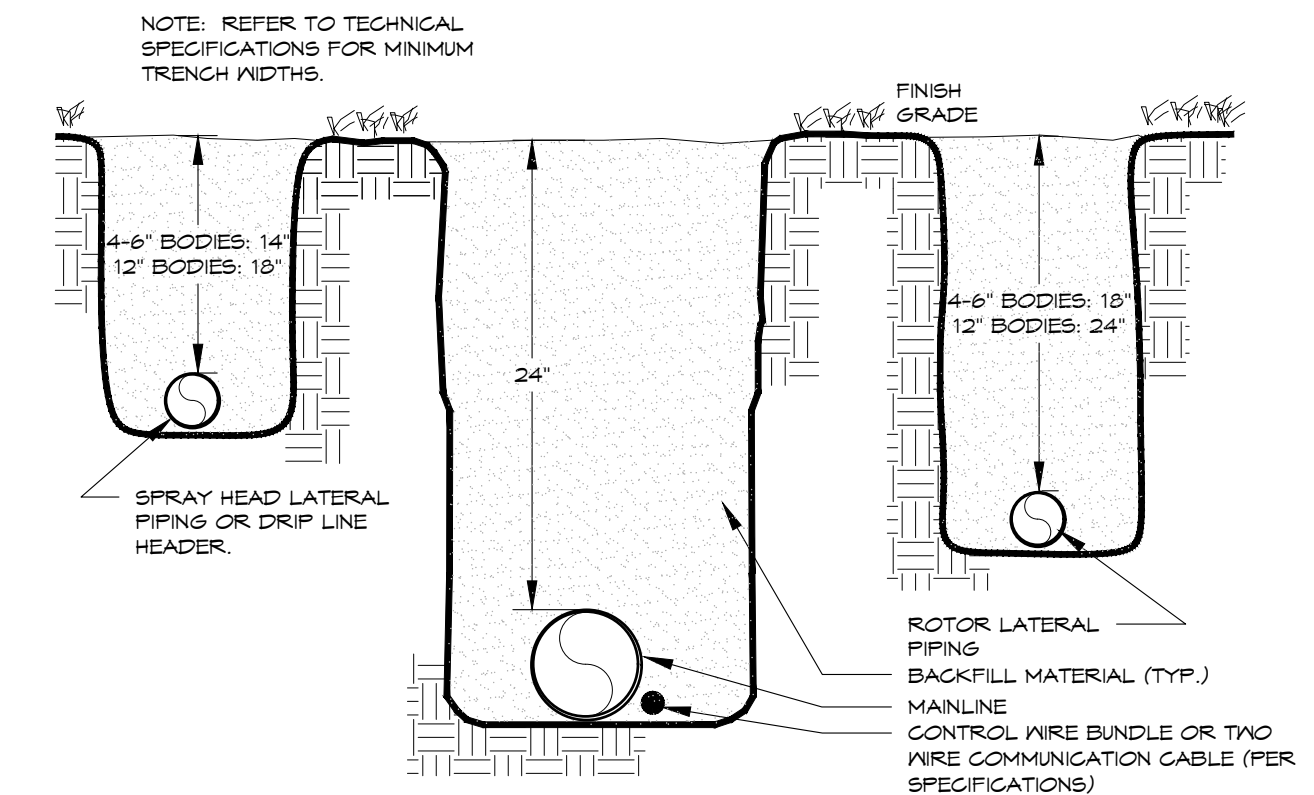 NOTE: REFER TO TECHNICAL
SPECIFICATIONS FOR MINIMUM
TRENCH WIDTHS.
FINISH
GRADE
4-6" BODIES: 14"
12" BODIES: 18"
24"
4-6" BODIES: 18"
12" BODIES: 24"
SPRAY HEAD LATERAL
PIPING OR DRIP LINE
HEADER.
ROTOR LATERAL
PIPING
BACKFILL MATERIAL (TYP.)
MAINLINE
CONTROL WIRE BUNDLE OR TWO
WIRE COMMUNICATION CABLE (PER
SPECIFICATIONS)